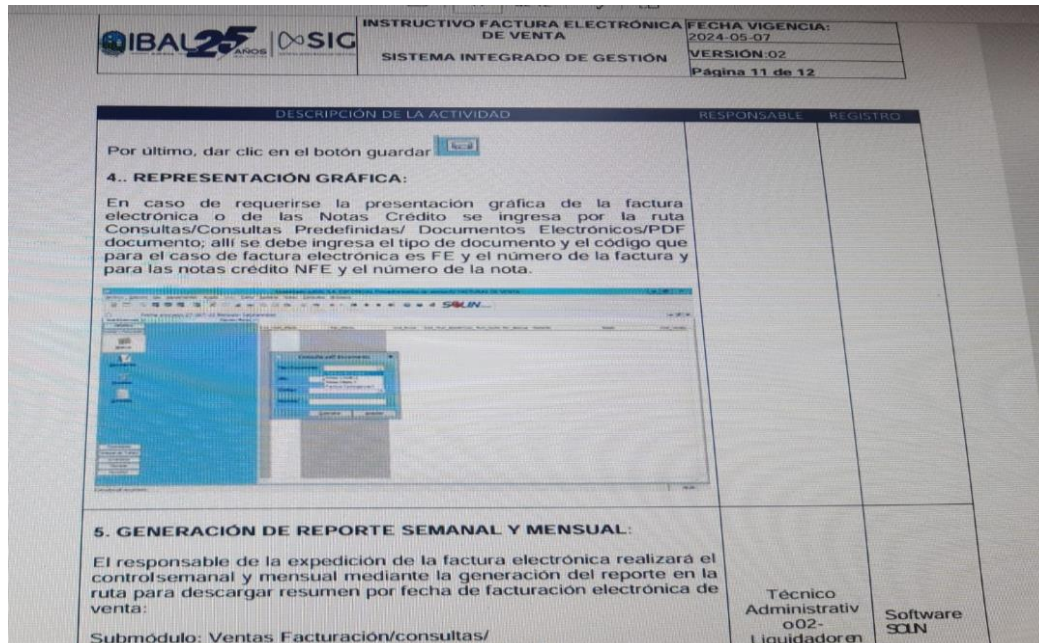 IBAL 25 AÑOS SIG
INSTRUCTIVO FACTURA ELECTRÓNICA
DE VENTA
SISTEMA INTEGRADO DE GESTIÓN
FECHA VIGENCIA:
2024-05-07
VERSIÓN:02
Página 11 de 12
DESCRIPCIÓN DE LA ACTIVIDAD RESPONSABLE REGISTRO
Por último, dar clic en el botón guardar
4.. REPRESENTACIÓN GRÁFICA:
En caso de requerirse la presentación gráfica de la factura
electrónica o de las Notas Crédito se ingresa por la ruta
Consultas/Consultas Predefinidas/ Documentos Electrónicos/PDF
documento; allí se debe ingresa el tipo de documento y el código que
para el caso de factura electrónica es FE y el número de la factura y
para las notas crédito NFE y el número de la nota.
5. GENERACIÓN DE REPORTE SEMANAL Y MENSUAL:
El responsable de la expedición de la factura electrónica realizará el
controlsemanal y mensual mediante la generación del reporte en la
ruta para descargar resumen por fecha de facturación electrónica de
venta:
Submódulo: Ventas Facturación/consultas/
Técnico
Administrativ
o02-
Liquidadoren
Software
SOLIN